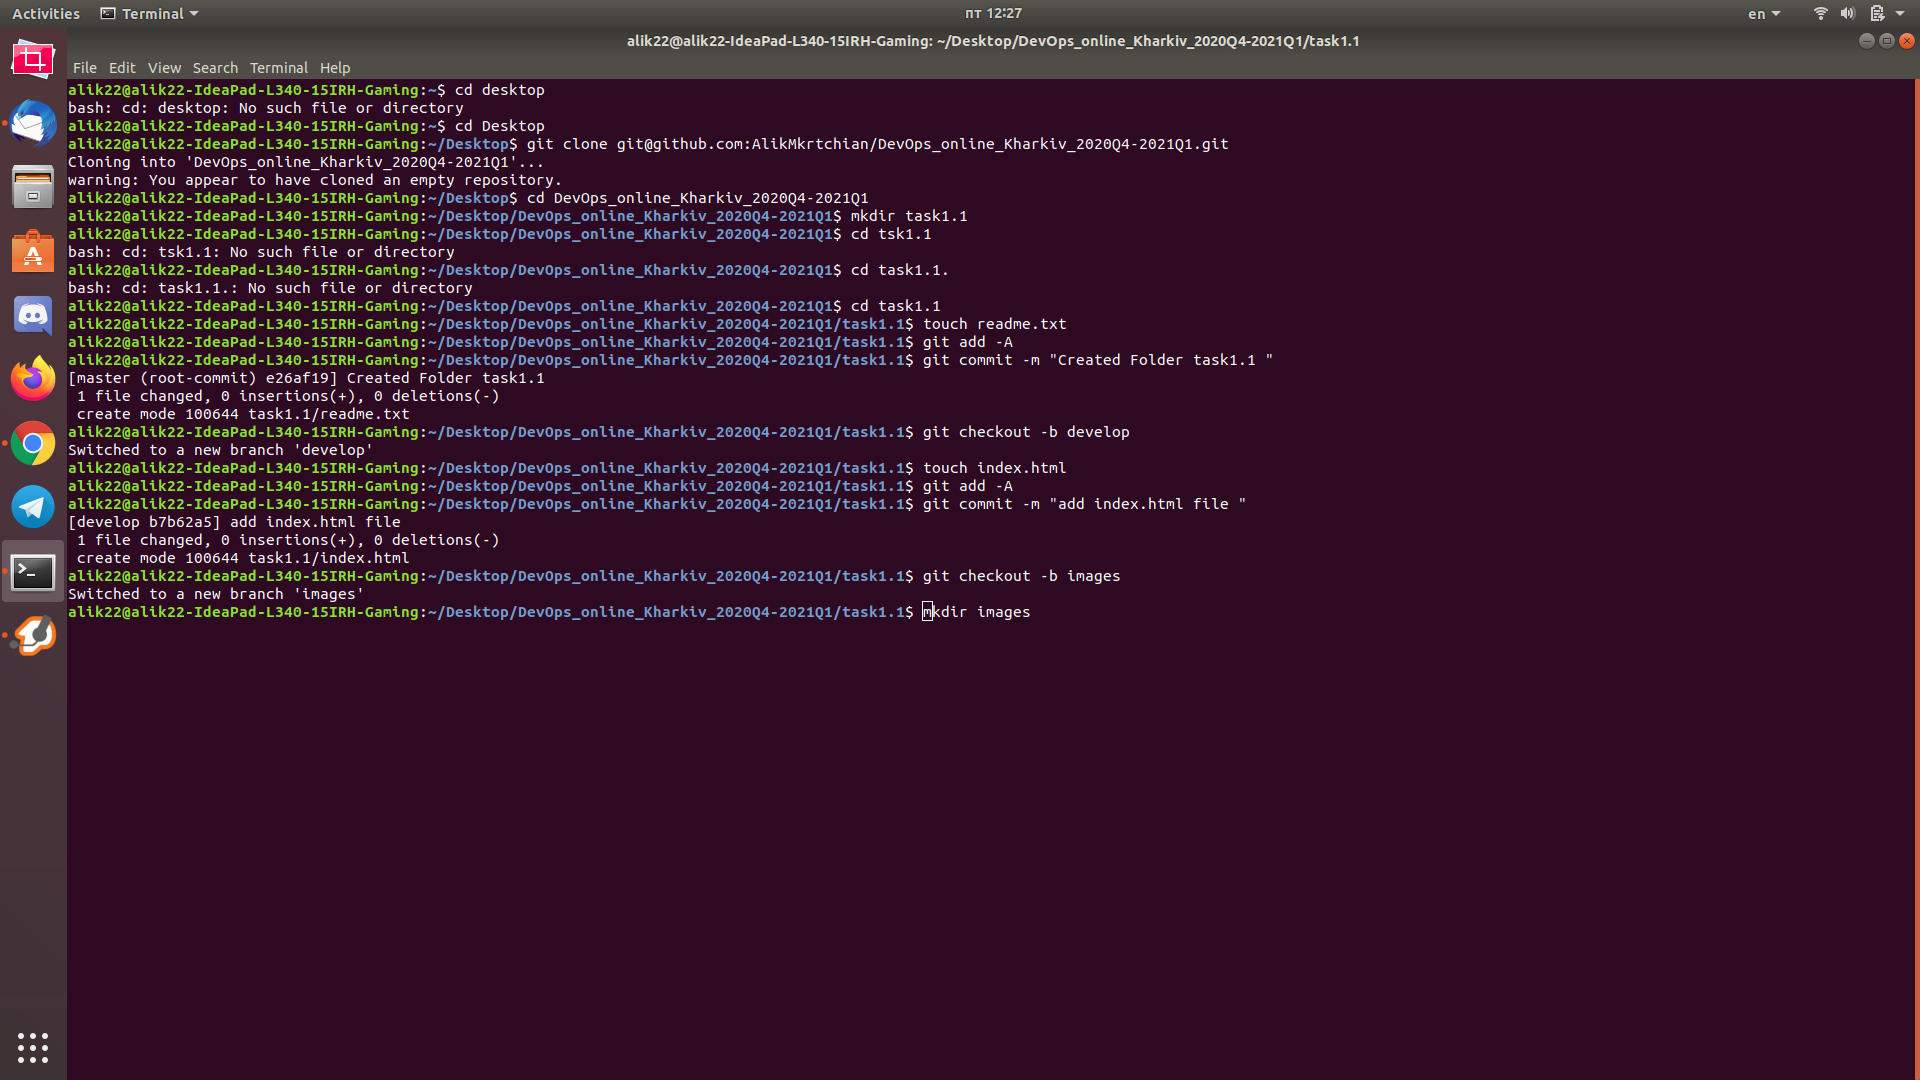 Activities Terminal пт 12:27 en
alik22@alik22-IdeaPad-L340-15IRH-Gaming: ~/Desktop/DevOps_online_Kharkiv_2020Q4-2021Q1/task1.1
File Edit View Search Terminal Help
alik22@alik22-IdeaPad-L340-15IRH-Gaming:~$ cd desktop
bash: cd: desktop: No such file or directory
alik22@alik22-IdeaPad-L340-15IRH-Gaming:~$ cd Desktop
alik22@alik22-IdeaPad-L340-15IRH-Gaming:~/Desktop$ git clone git@github.com:AlikMkrtchian/DevOps_online_Kharkiv_2020Q4-2021Q1.git
Cloning into 'DevOps_online_Kharkiv_2020Q4-2021Q1'...
warning: You appear to have cloned an empty repository.
alik22@alik22-IdeaPad-L340-15IRH-Gaming:~/Desktop$ cd DevOps_online_Kharkiv_2020Q4-2021Q1
alik22@alik22-IdeaPad-L340-15IRH-Gaming:~/Desktop/DevOps_online_Kharkiv_2020Q4-2021Q1$ mkdir task1.1
alik22@alik22-IdeaPad-L340-15IRH-Gaming:~/Desktop/DevOps_online_Kharkiv_2020Q4-2021Q1$ cd tsk1.1
bash: cd: tsk1.1: No such file or directory
alik22@alik22-IdeaPad-L340-15IRH-Gaming:~/Desktop/DevOps_online_Kharkiv_2020Q4-2021Q1$ cd task1.1.
bash: cd: task1.1.: No such file or directory
alik22@alik22-IdeaPad-L340-15IRH-Gaming:~/Desktop/DevOps_online_Kharkiv_2020Q4-2021Q1$ cd task1.1
alik22@alik22-IdeaPad-L340-15IRH-Gaming:~/Desktop/DevOps_online_Kharkiv_2020Q4-2021Q1/task1.1$ touch readme.txt
alik22@alik22-IdeaPad-L340-15IRH-Gaming:~/Desktop/DevOps_online_Kharkiv_2020Q4-2021Q1/task1.1$ git add -A
alik22@alik22-IdeaPad-L340-15IRH-Gaming:~/Desktop/DevOps_online_Kharkiv_2020Q4-2021Q1/task1.1$ git commit -m "Created Folder task1.1 "
[master (root-commit) e26af19] Created Folder task1.1
 1 file changed, 0 insertions(+), 0 deletions(-)
 create mode 100644 task1.1/readme.txt
alik22@alik22-IdeaPad-L340-15IRH-Gaming:~/Desktop/DevOps_online_Kharkiv_2020Q4-2021Q1/task1.1$ git checkout -b develop
Switched to a new branch 'develop'
alik22@alik22-IdeaPad-L340-15IRH-Gaming:~/Desktop/DevOps_online_Kharkiv_2020Q4-2021Q1/task1.1$ touch index.html
alik22@alik22-IdeaPad-L340-15IRH-Gaming:~/Desktop/DevOps_online_Kharkiv_2020Q4-2021Q1/task1.1$ git add -A
alik22@alik22-IdeaPad-L340-15IRH-Gaming:~/Desktop/DevOps_online_Kharkiv_2020Q4-2021Q1/task1.1$ git commit -m "add index.html file "
[develop b7b62a5] add index.html file
 1 file changed, 0 insertions(+), 0 deletions(-)
 create mode 100644 task1.1/index.html
alik22@alik22-IdeaPad-L340-15IRH-Gaming:~/Desktop/DevOps_online_Kharkiv_2020Q4-2021Q1/task1.1$ git checkout -b images
Switched to a new branch 'images'
alik22@alik22-IdeaPad-L340-15IRH-Gaming:~/Desktop/DevOps_online_Kharkiv_2020Q4-2021Q1/task1.1$ mkdir images